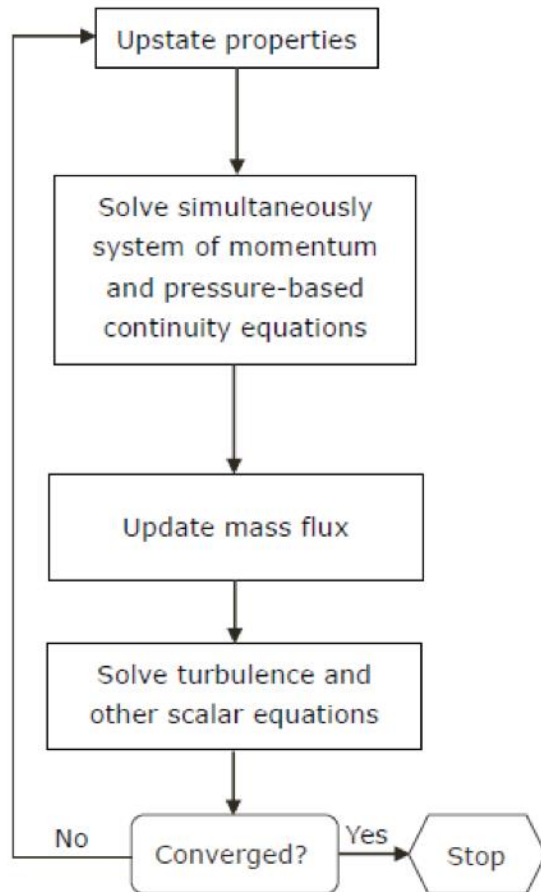 Upstate properties
Solve simultaneously
system of momentum
and pressure-based
continuity equations
Update mass flux
Solve turbulence and
other scalar equations
No
Converged?
Yes
Stop